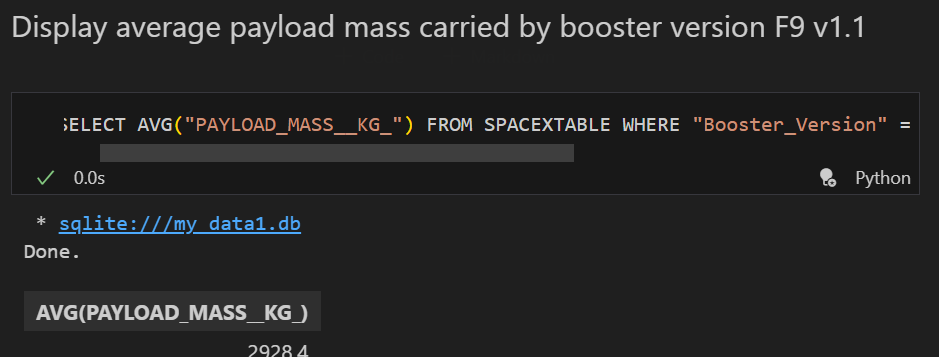 Display average payload mass carried by booster version F9 v1.1
SELECT AVG("PAYLOAD_MASS__KG_") FROM SPACEXTABLE WHERE "Booster_Version" =
0.0s
Python
* sqlite:///my_data1.db
Done.
AVG(PAYLOAD_MASS__KG_)
2928.4